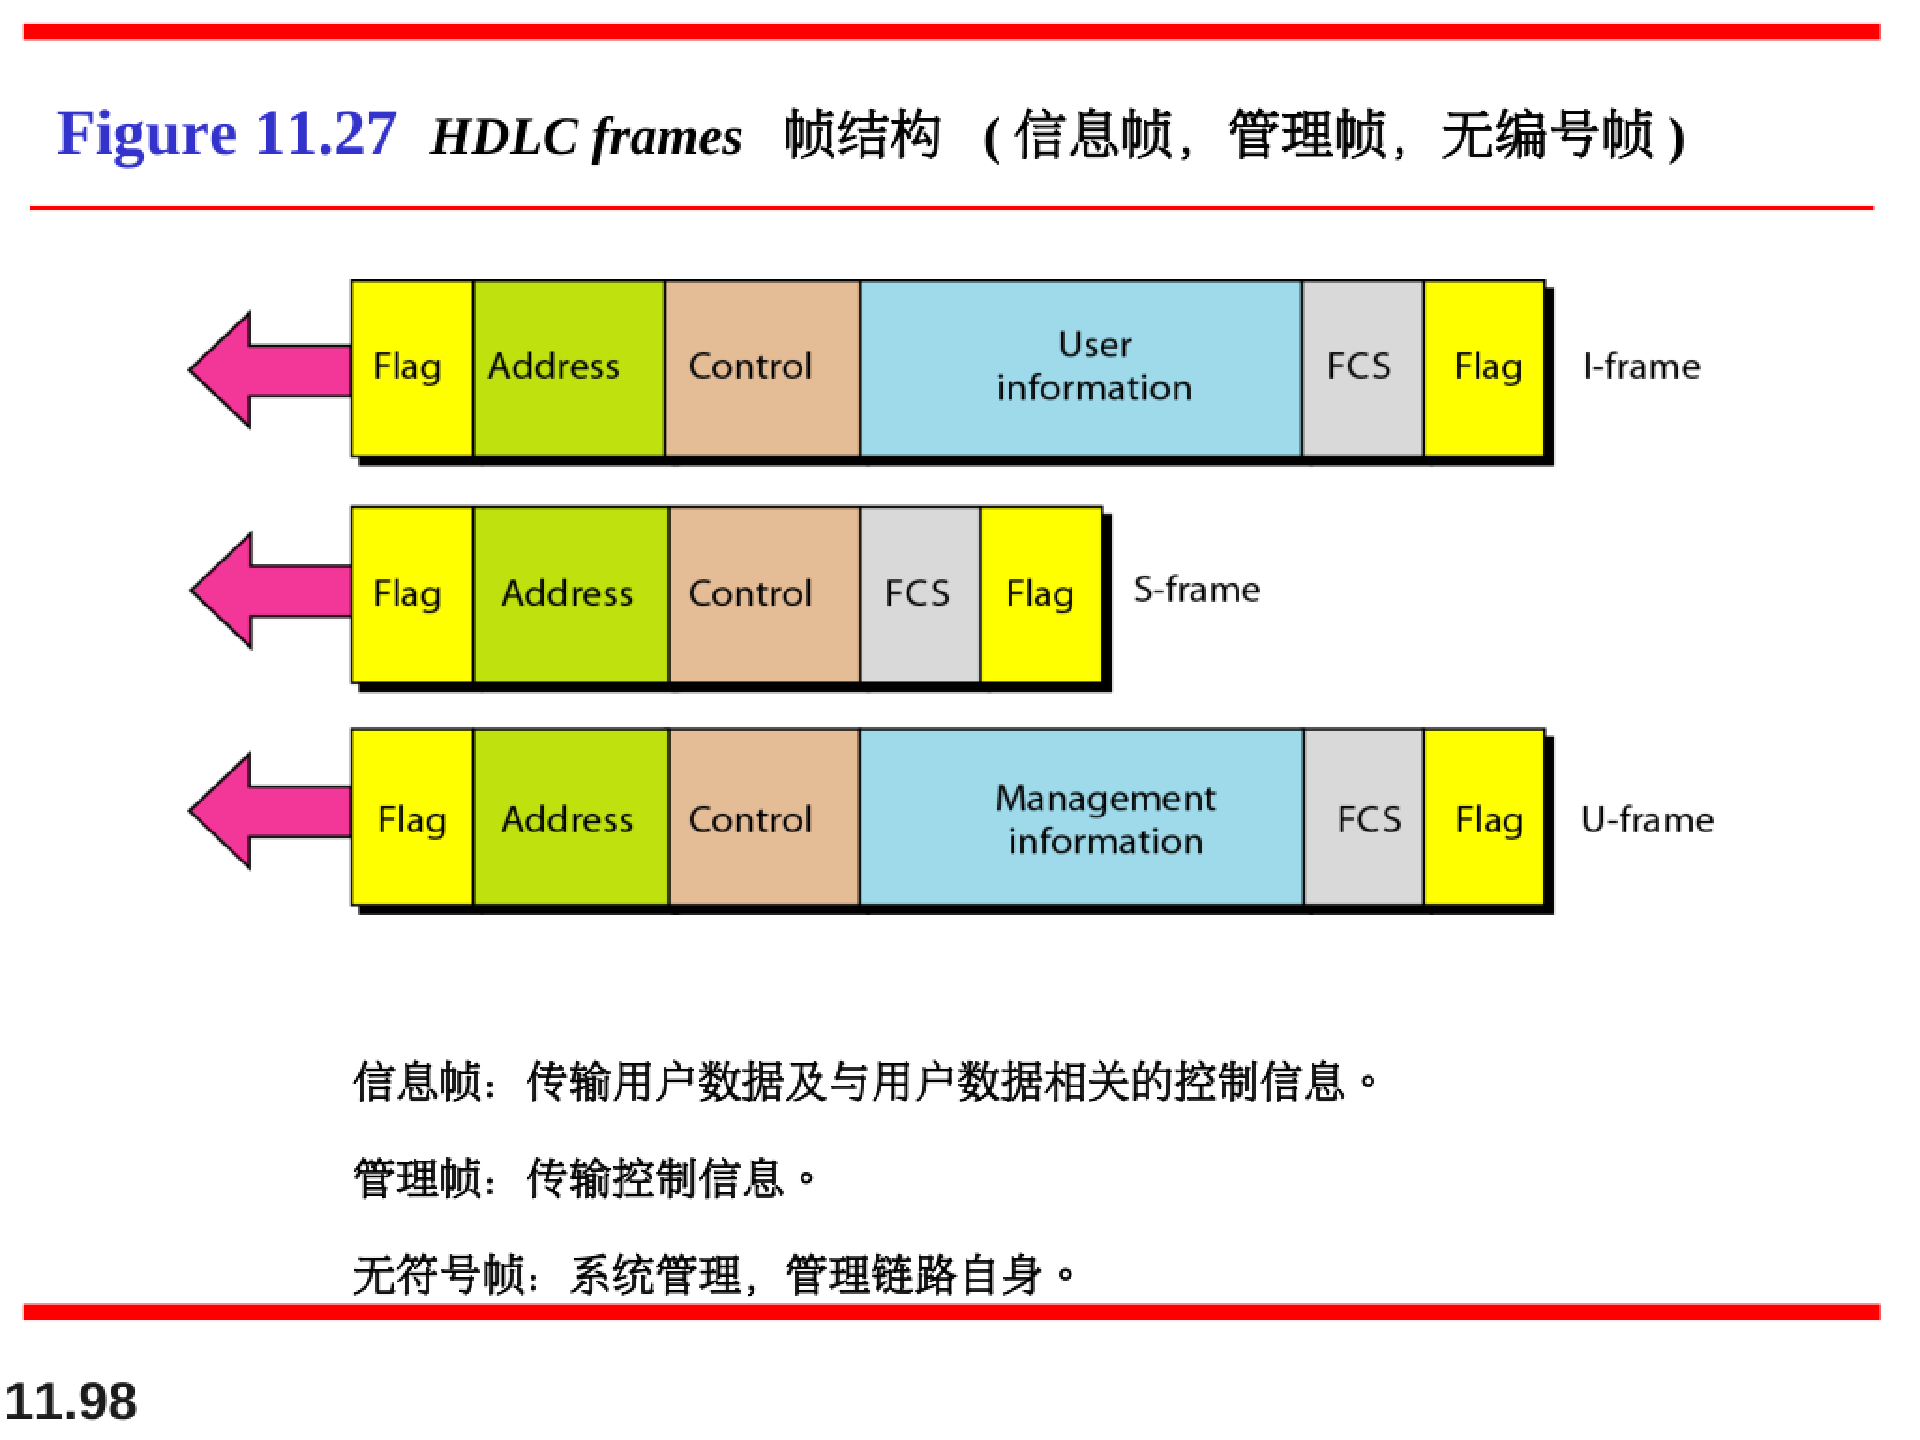 Figure 11.27 HDLC frames 帧结构 (信息帧，管理帧，无编号帧)
Flag Address Control User information FCS Flag I-frame
Flag Address Control FCS Flag S-frame
Flag Address Control Management information FCS Flag U-frame
信息帧：传输用户数据及与用户数据相关的控制信息。
管理帧：传输控制信息。
无符号帧：系统管理，管理链路自身。
11.98